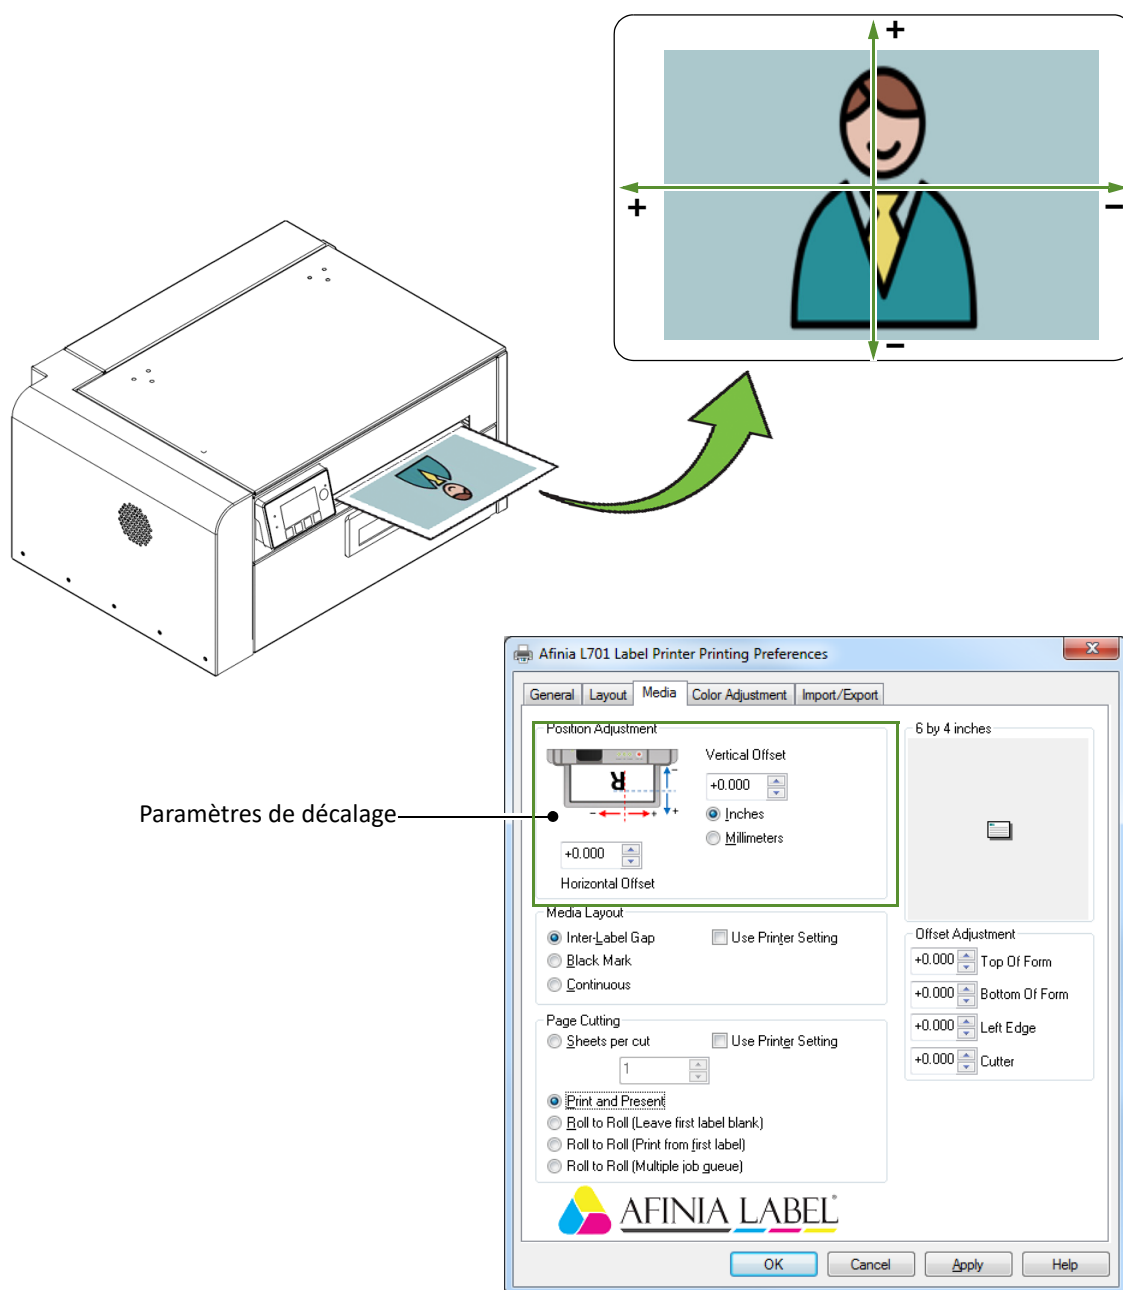 +
+
−
−
Afinia L701 Label Printer Printing Preferences
General Layout Media Color Adjustment Import/Export
Position Adjustment
6 by 4 inches
Vertical Offset
R
+0.000
− +
− +
Inches
Millimeters
Paramètres de décalage
+0.000
Horizontal Offset
Media Layout
Inter-Label Gap Use Printer Setting
Black Mark
Continuous
Offset Adjustment
+0.000 Top Of Form
+0.000 Bottom Of Form
+0.000 Left Edge
+0.000 Cutter
Page Cutting
Sheets per cut Use Printer Setting
1
Print and Present
Roll to Roll (Leave first label blank)
Roll to Roll (Print from first label)
Roll to Roll (Multiple job queue)
AFINIA LABEL®
OK Cancel Apply Help